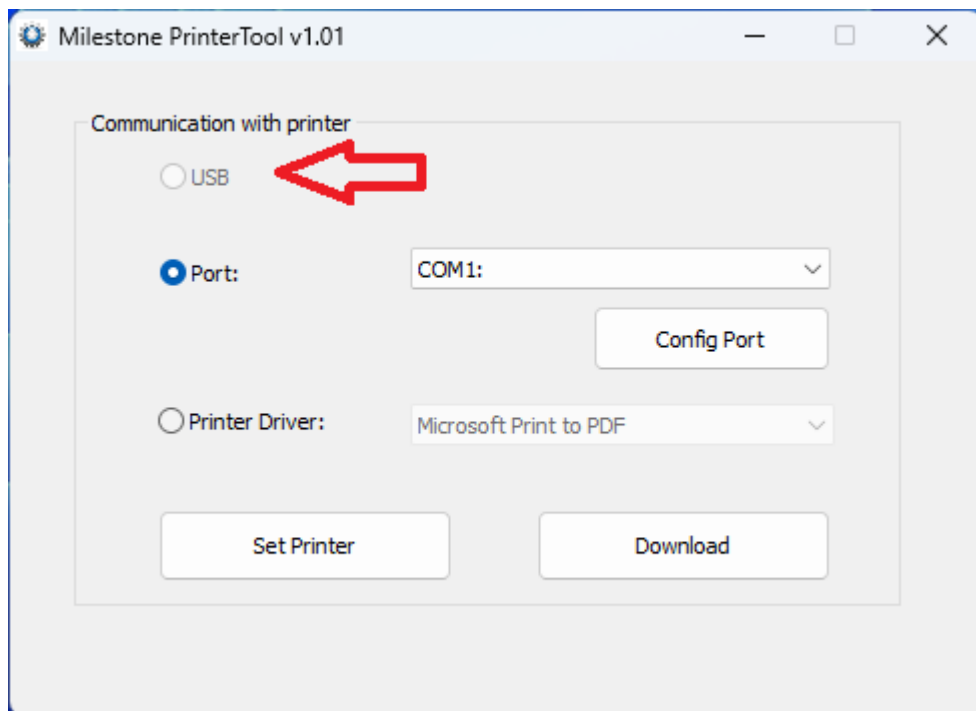 Milestone PrinterTool v1.01
Communication with printer
USB
Port:
COM1:
Config Port
Printer Driver:
Microsoft Print to PDF
Set Printer
Download